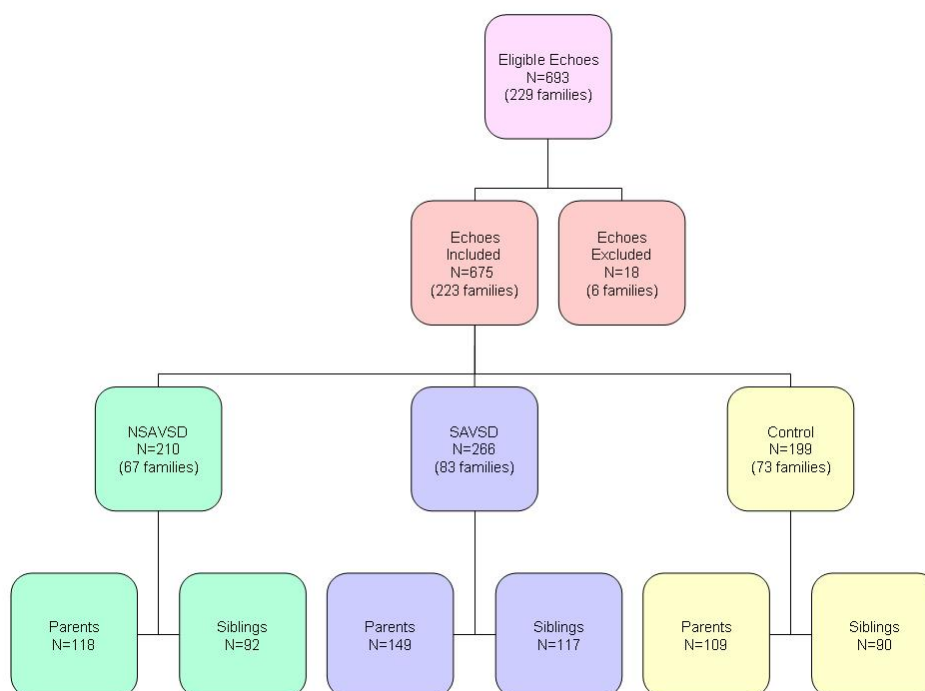 Eligible Echoes
N=693
(229 families)
Echoes
Included
N=675
(223 families)
Echoes
Excluded
N=18
(6 families)
NSAVSD
N=210
(67 families)
SAVSD
N=266
(83 families)
Control
N=199
(73 families)
Parents
N=118
Siblings
N=92
Parents
N=149
Siblings
N=117
Parents
N=109
Siblings
N=90